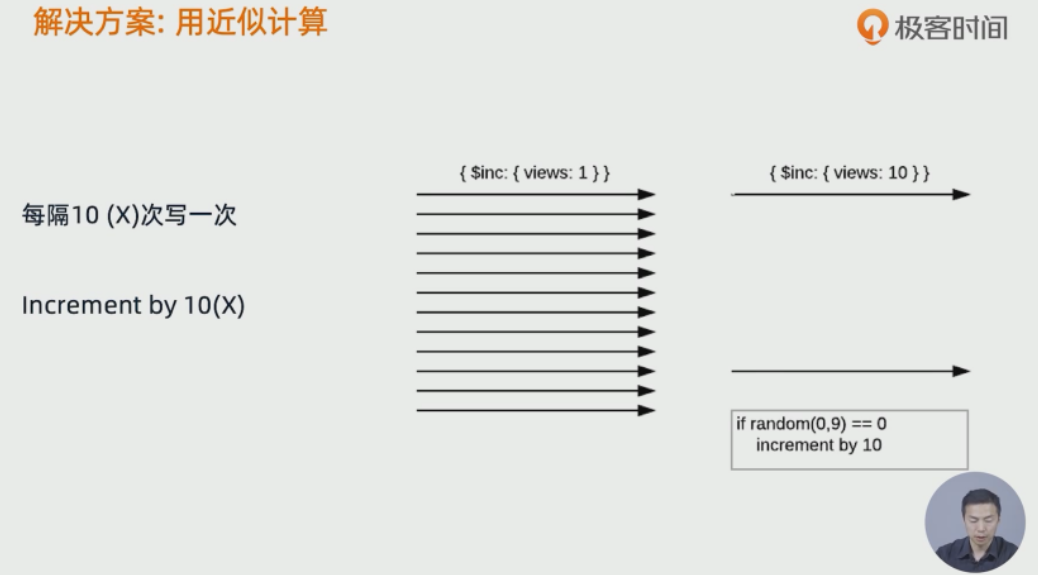 解决方案: 用近似计算
极客时间
{ $inc: { views: 1 } }
{ $inc: { views: 10 } }
每隔10 (X)次写一次
Increment by 10(X)
if random(0,9) == 0
increment by 10